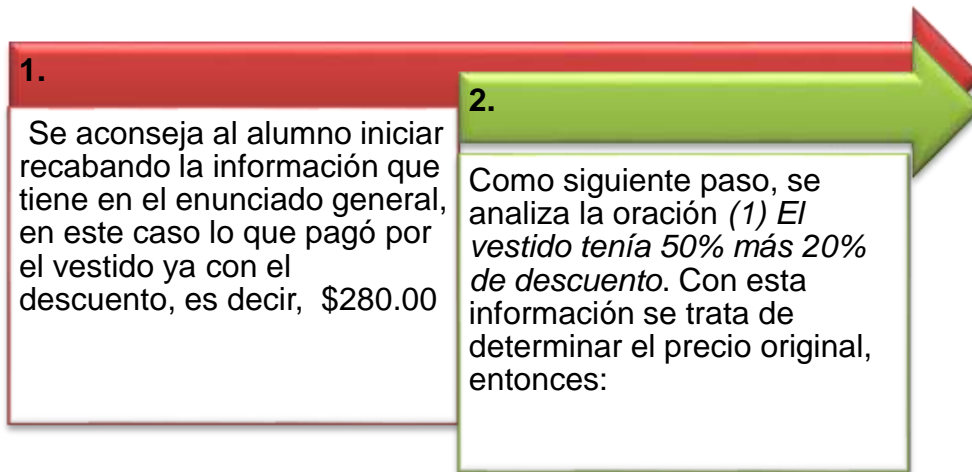 1.
Se aconseja al alumno iniciar
recabando la información que
tiene en el enunciado general,
en este caso lo que pagó por
el vestido ya con el
descuento, es decir, $280.00
2.
Como siguiente paso, se
analiza la oración (1) El
vestido tenía 50% más 20%
de descuento. Con esta
información se trata de
determinar el precio original,
entonces: